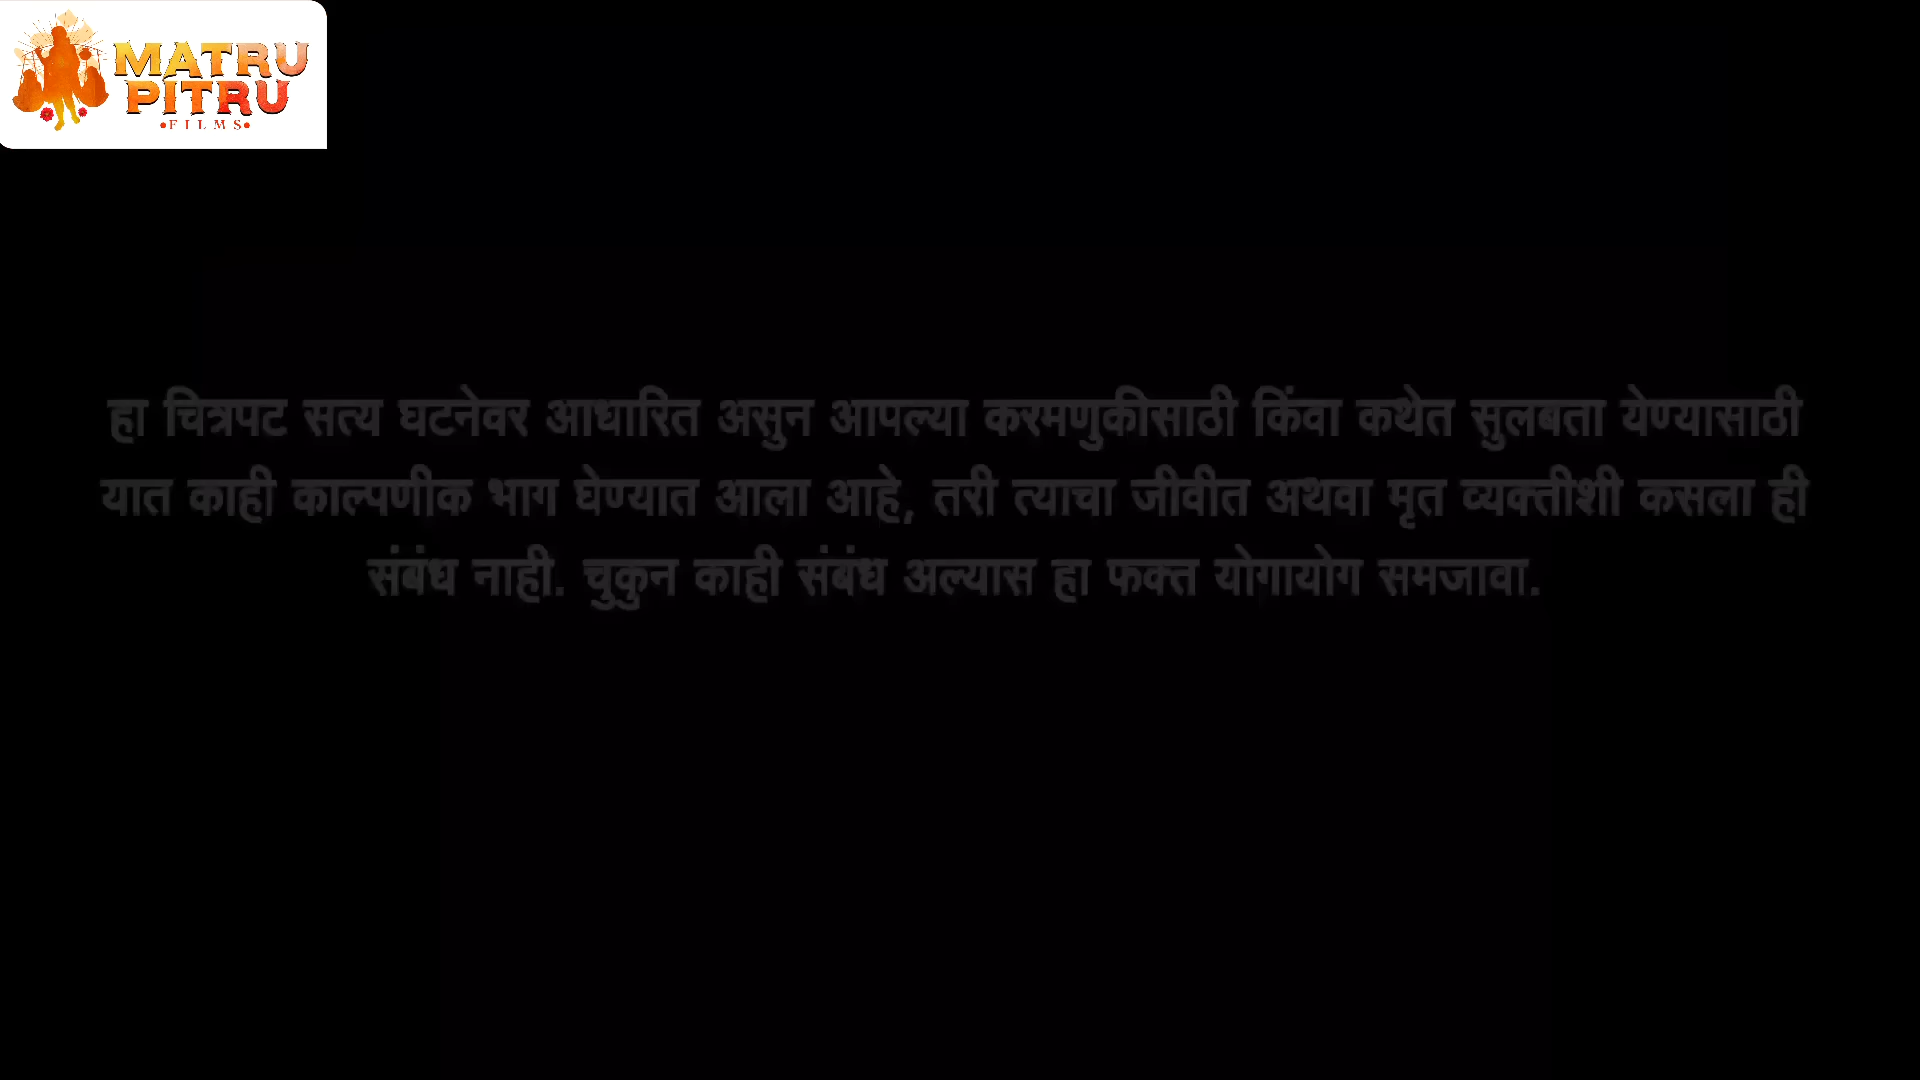 MATRU
PITRU
•FILMS•
हा चित्रपट सत्य घटनेवर आधारित असुन आपल्या करमणुकीसाठी किंवा कथेत सुलबता येण्यासाठी
यात काही काल्पणीक भाग घेण्यात आला आहे, तरी त्याचा जीवीत अथवा मृत व्यक्तीशी कसला ही
संबंध नाही. चुकुन काही संबंध अल्यास हा फक्त योगायोग समजावा.